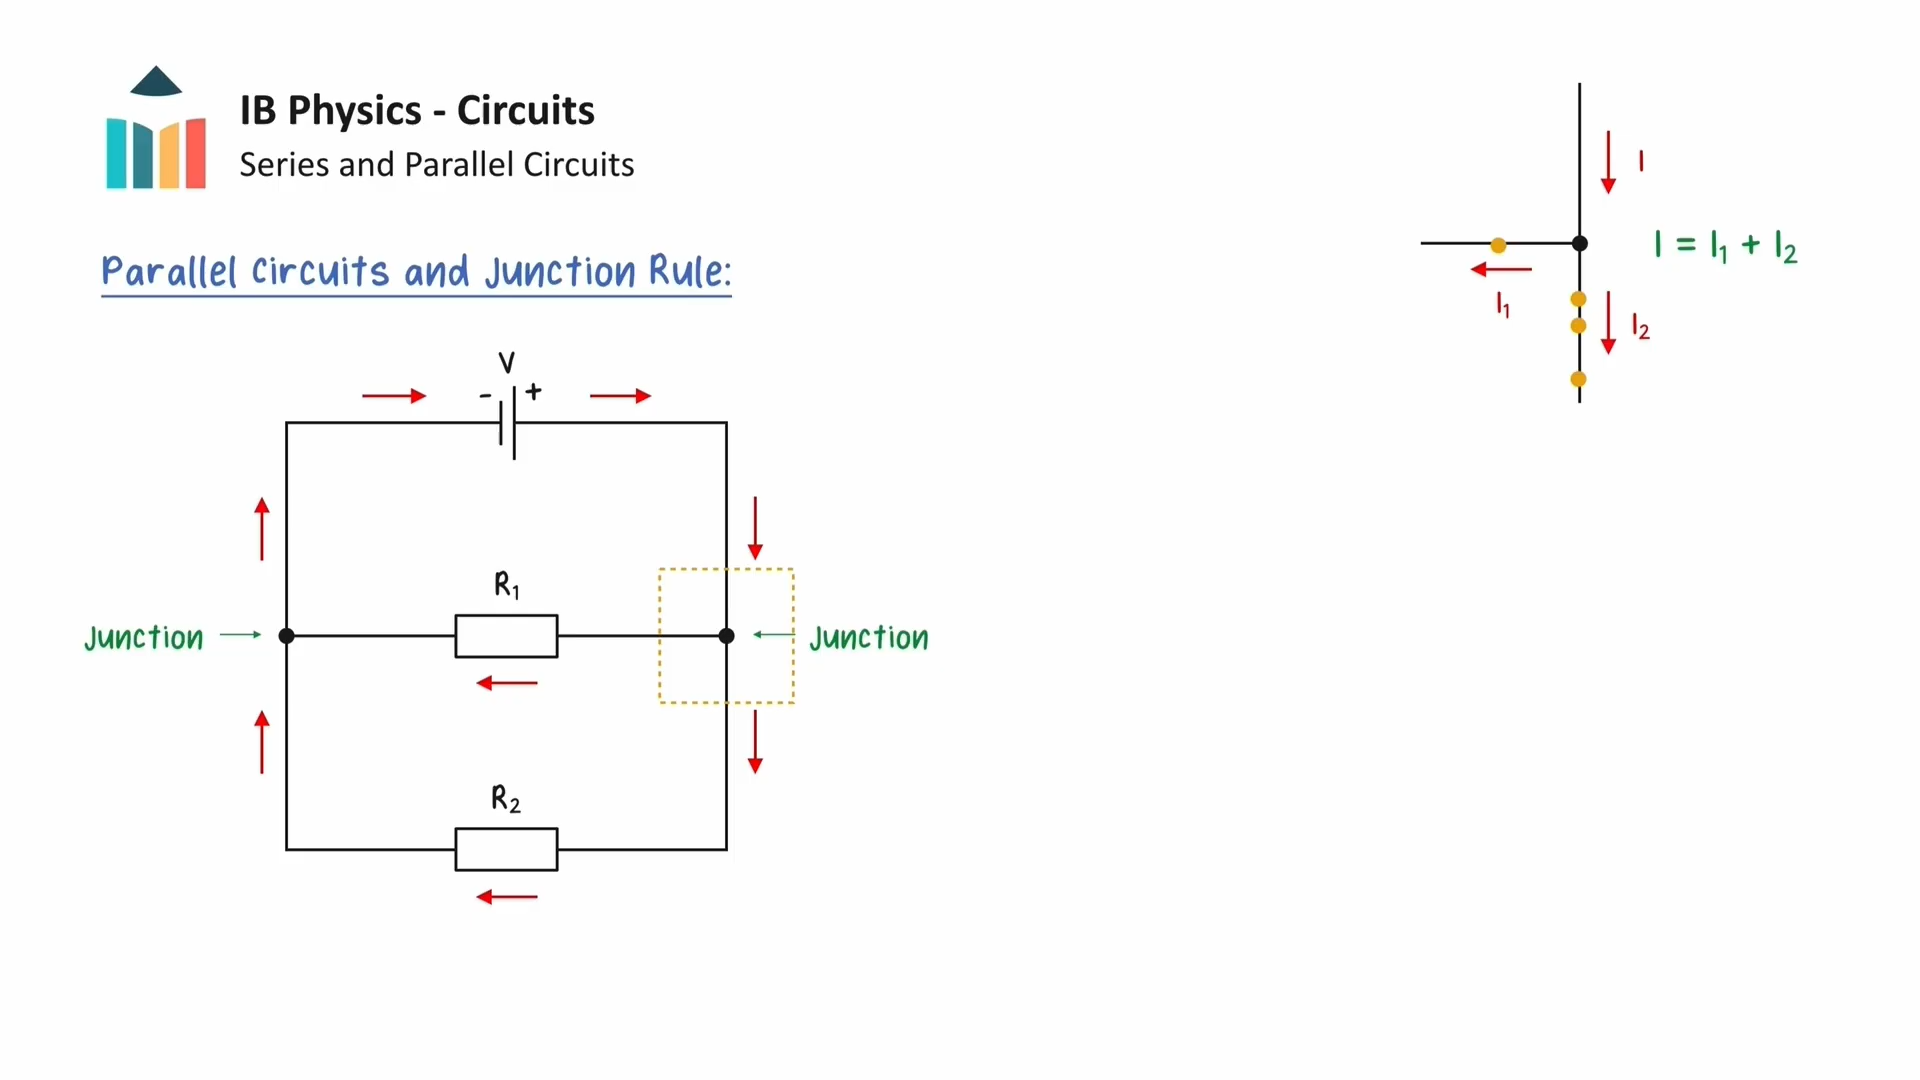 IB Physics - Circuits
Series and Parallel Circuits
Parallel Circuits and Junction Rule:
V
- +
R₁
Junction
Junction
R₂
I
I = I₁ + I₂
I₁
I₂